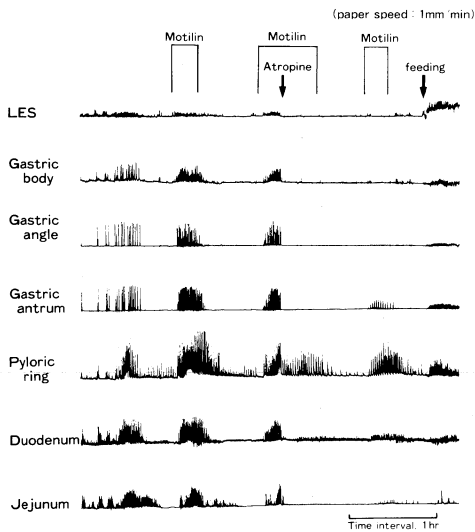 (paper speed : 1mm/min)
Motilin Motilin Motilin
Atropine feeding
LES
Gastric
body
Gastric
angle
Gastric
antrum
Pyloric
ring
Duodenum
Jejunum
Time interval, 1hr